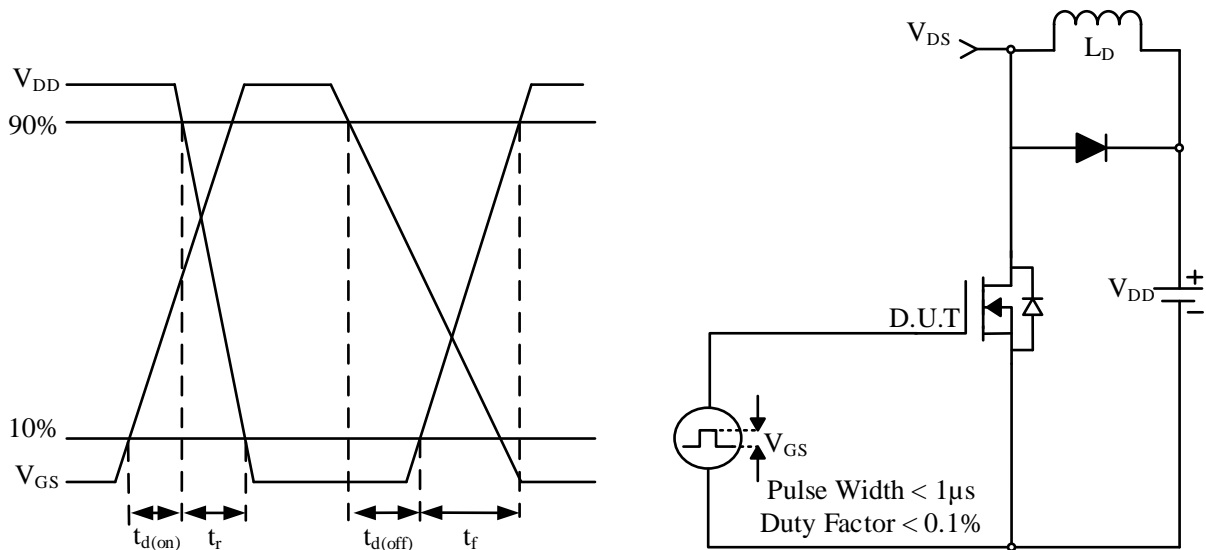 V_DD
90%
10%
V_GS
t_d(on)
t_r
t_d(off)
t_f
V_DS
L_D
V_DD
+
−
D.U.T
V_GS
Pulse Width < 1µs
Duty Factor < 0.1%